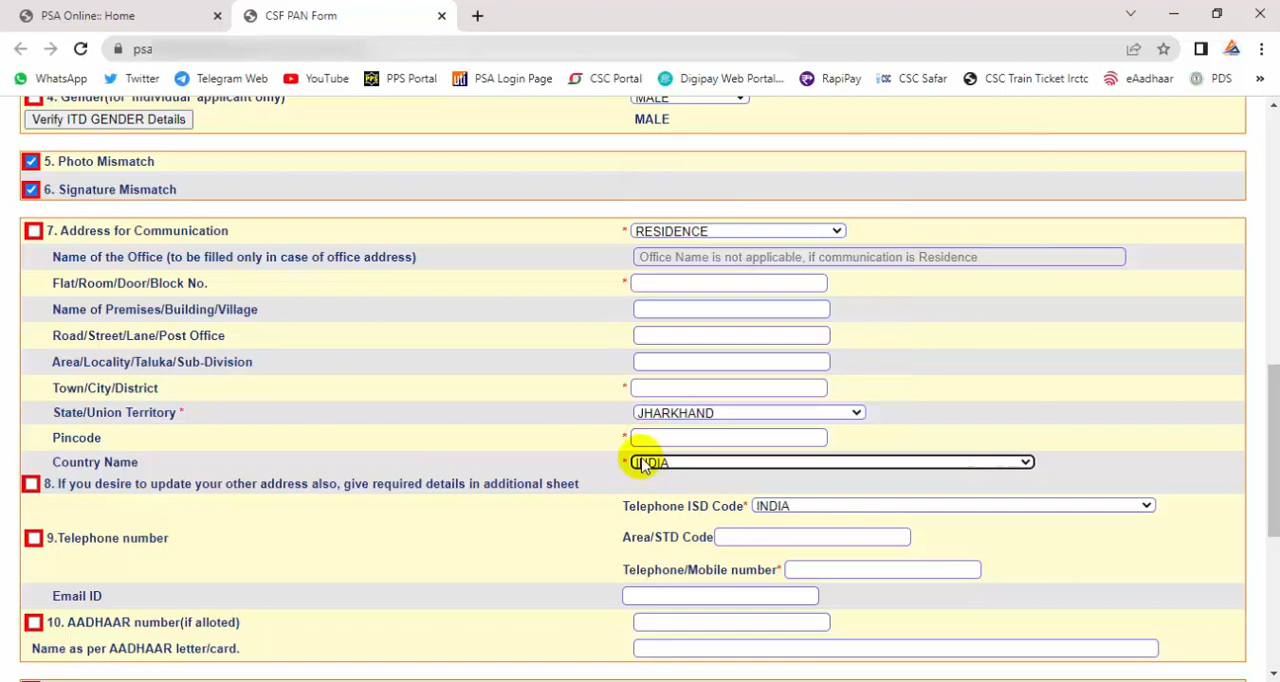 PSA Online:: Home
CSF PAN Form
psa
WhatsApp Twitter Telegram Web YouTube PPS Portal PSA Login Page CSC Portal Digipay Web Portal... RapiPay CSC Safar CSC Train Ticket Irctc eAadhaar PDS »
4. Gender(for 'Individual' applicant only) MALE
Verify ITD GENDER Details MALE
5. Photo Mismatch
6. Signature Mismatch
7. Address for Communication * RESIDENCE
Name of the Office (to be filled only in case of office address) Office Name is not applicable, if communication is Residence
Flat/Room/Door/Block No. *
Name of Premises/Building/Village
Road/Street/Lane/Post Office
Area/Locality/Taluka/Sub-Division
Town/City/District *
State/Union Territory * JHARKHAND
Pincode *
Country Name * INDIA
8. If you desire to update your other address also, give required details in additional sheet
Telephone ISD Code* INDIA
9.Telephone number Area/STD Code
Telephone/Mobile number*
Email ID
10. AADHAAR number(if alloted)
Name as per AADHAAR letter/card.